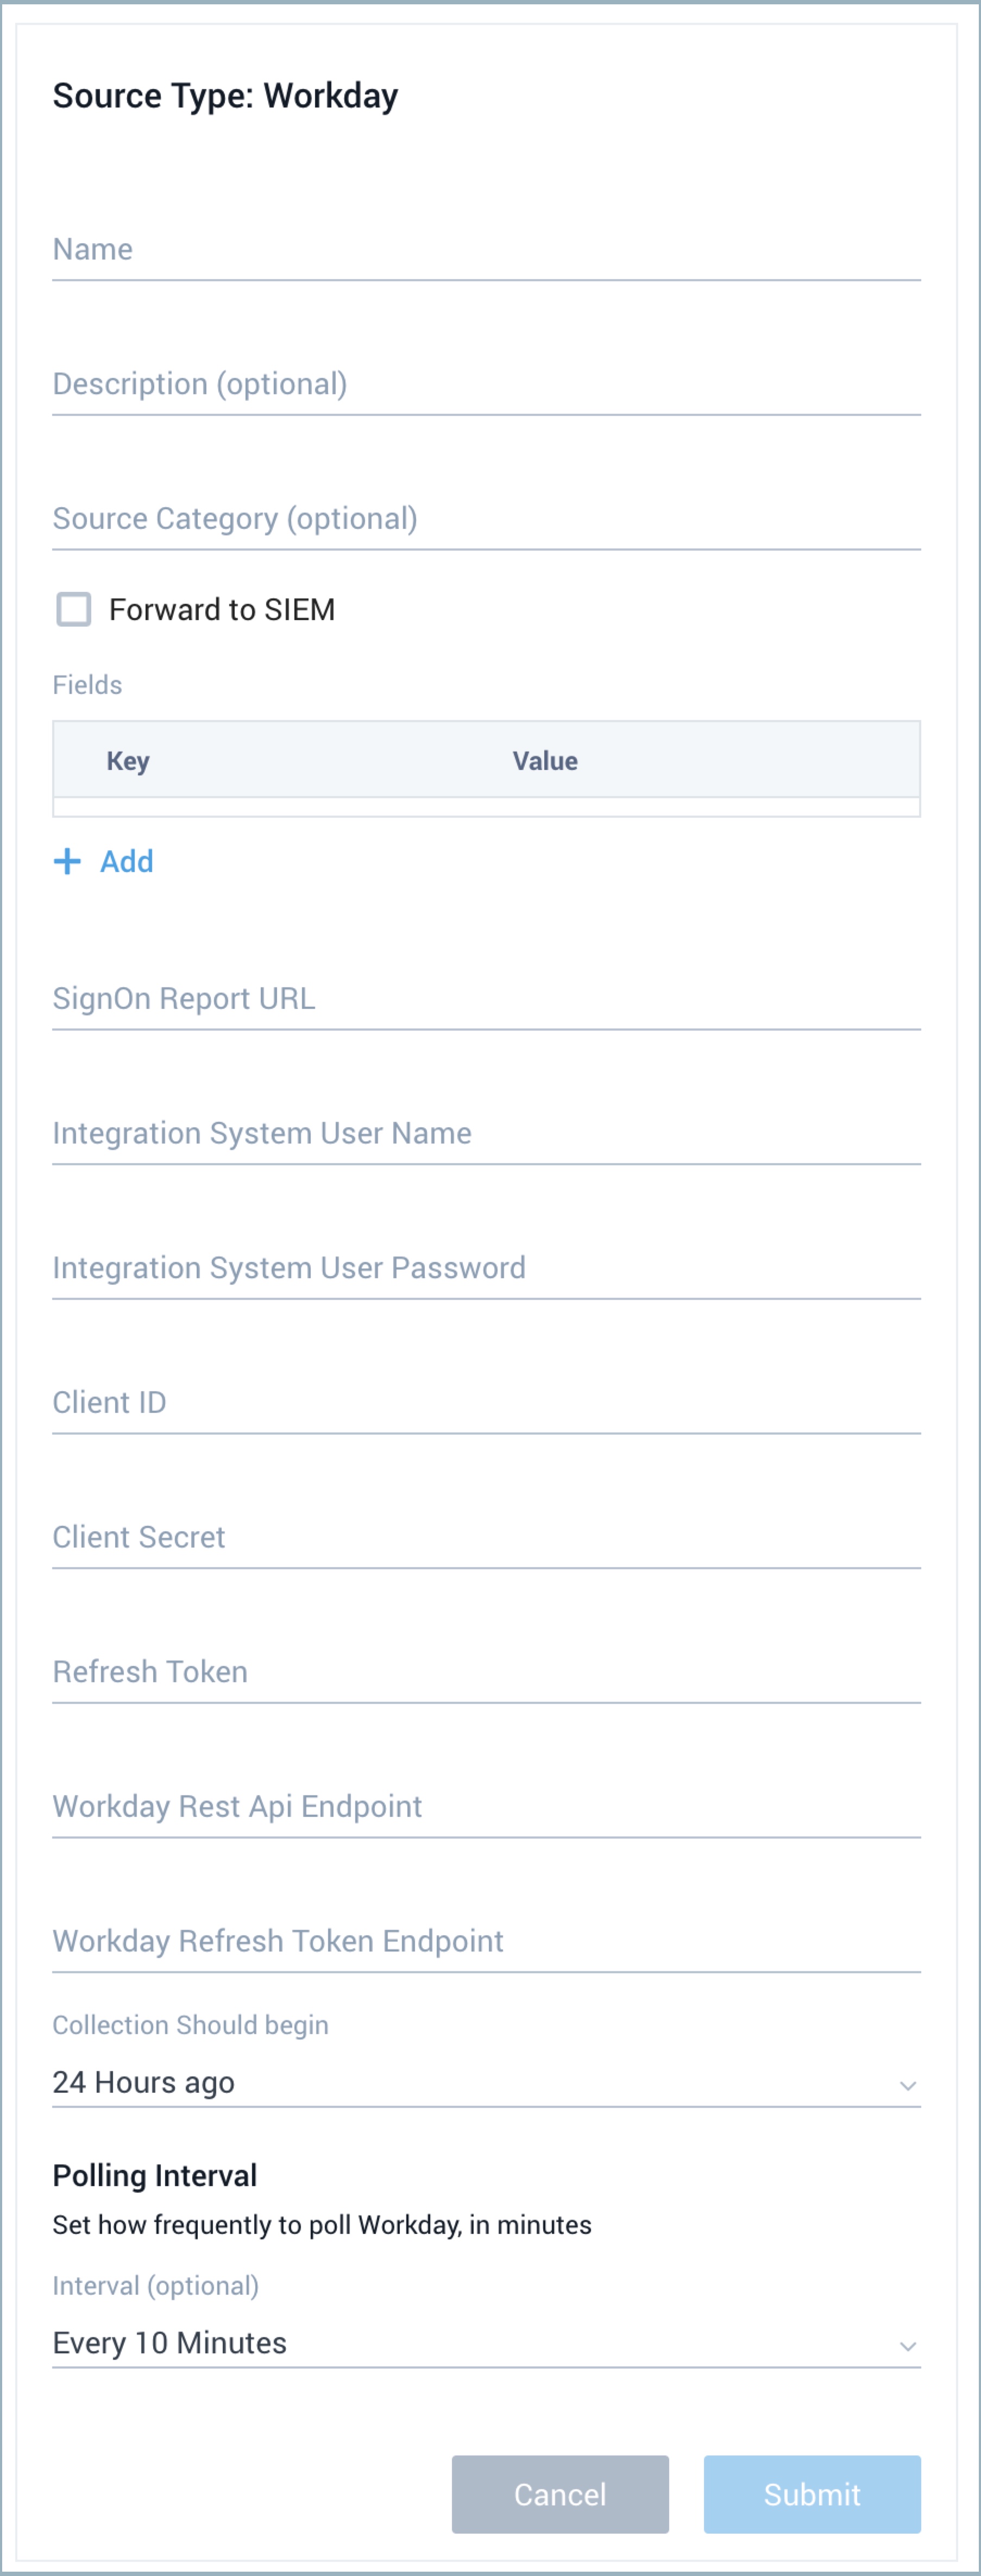 Source Type: Workday
Name
Description (optional)
Source Category (optional)
Forward to SIEM
Fields
Key Value
+ Add
SignOn Report URL
Integration System User Name
Integration System User Password
Client ID
Client Secret
Refresh Token
Workday Rest Api Endpoint
Workday Refresh Token Endpoint
Collection Should begin
24 Hours ago
Polling Interval
Set how frequently to poll Workday, in minutes
Interval (optional)
Every 10 Minutes
Cancel Submit